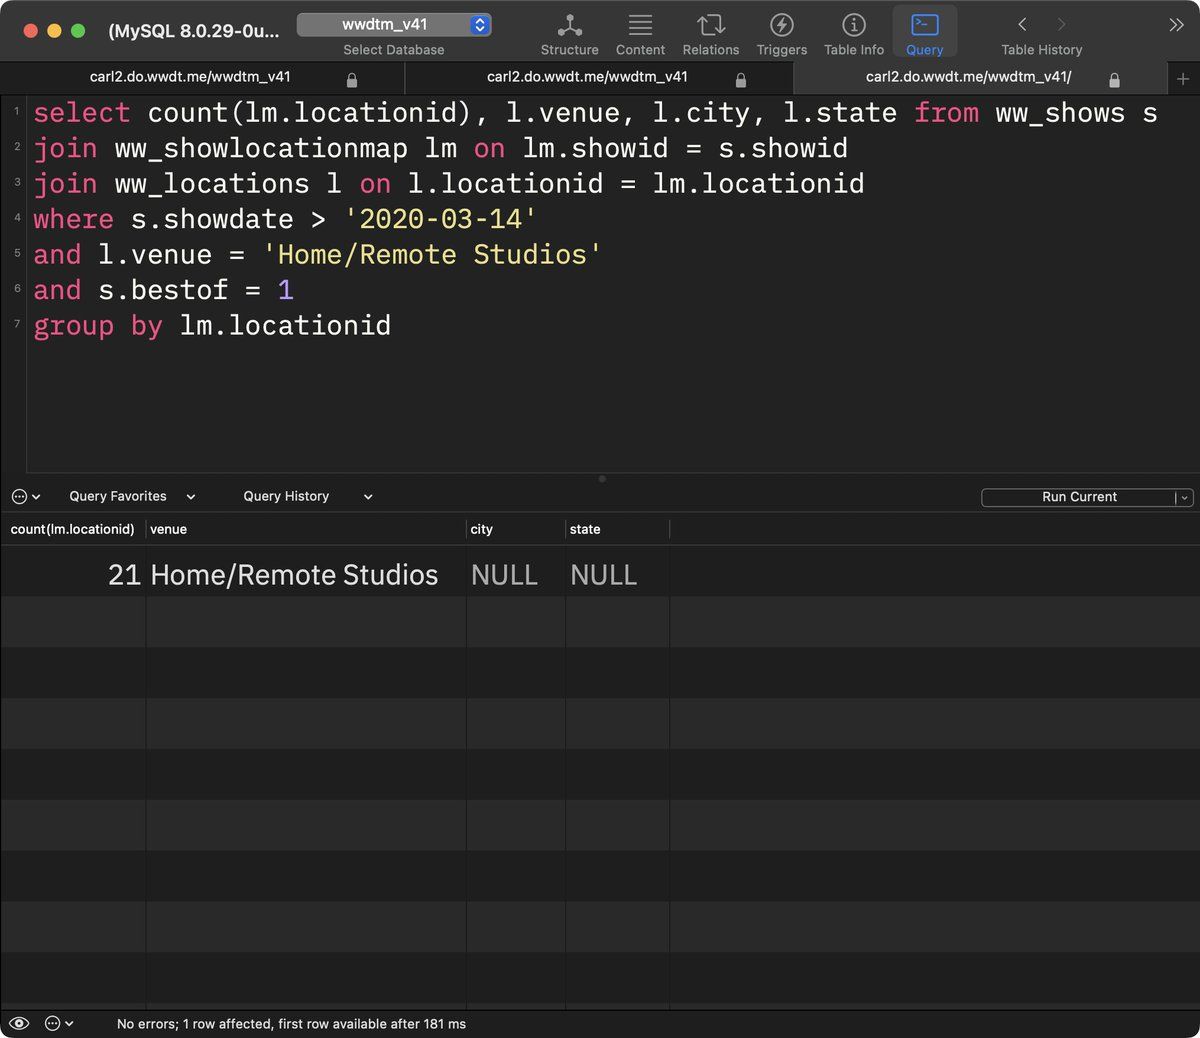 (MySQL 8.0.29-0u...
wwdtm_v41
Select Database
Structure
Content
Relations
Triggers
Table Info
Query
Table History
carl2.do.wwdt.me/wwdtm_v41
carl2.do.wwdt.me/wwdtm_v41
carl2.do.wwdt.me/wwdtm_v41/
1 select count(lm.locationid), l.venue, l.city, l.state from ww_shows s
2 join ww_showlocationmap lm on lm.showid = s.showid
3 join ww_locations l on l.locationid = lm.locationid
4 where s.showdate > '2020-03-14'
5 and l.venue = 'Home/Remote Studios'
6 and s.bestof = 1
7 group by lm.locationid
Query Favorites
Query History
Run Current
count(lm.locationid) venue city state
21 Home/Remote Studios NULL NULL
No errors; 1 row affected, first row available after 181 ms